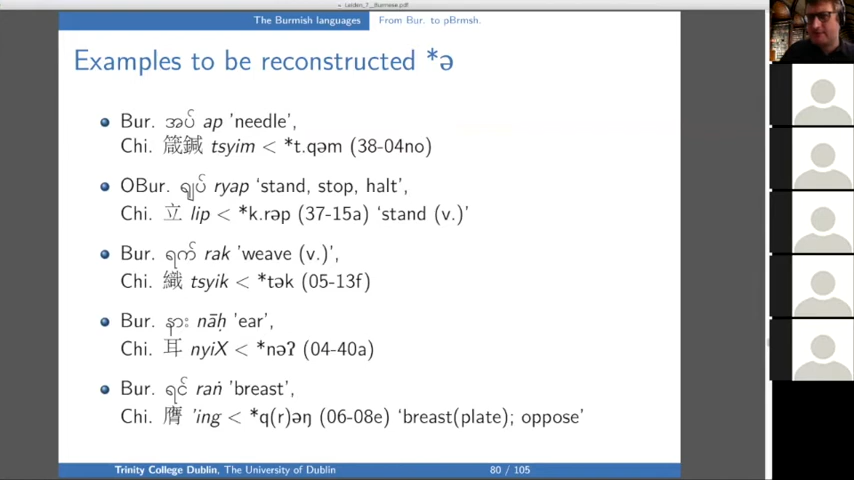 Leiden_7__Burmese.pdf
The Burmish languages From Bur. to pBrmsh.
Examples to be reconstructed *ə
Bur. အပ် ap 'needle',
Chi. 箴鍼 tsyim < *t.qəm (38-04no)
OBur. ရျပ် ryap ‘stand, stop, halt’,
Chi. 立 lip < *k.rəp (37-15a) ‘stand (v.)’
Bur. ရက် rak 'weave (v.)',
Chi. 織 tsyik < *tək (05-13f)
Bur. နား nāḥ 'ear',
Chi. 耳 nyiX < *nəʔ (04-40a)
Bur. ရင် raṅ 'breast',
Chi. 膺 'ing < *q(r)əŋ (06-08e) ‘breast(plate); oppose’
Trinity College Dublin, The University of Dublin 80 / 105